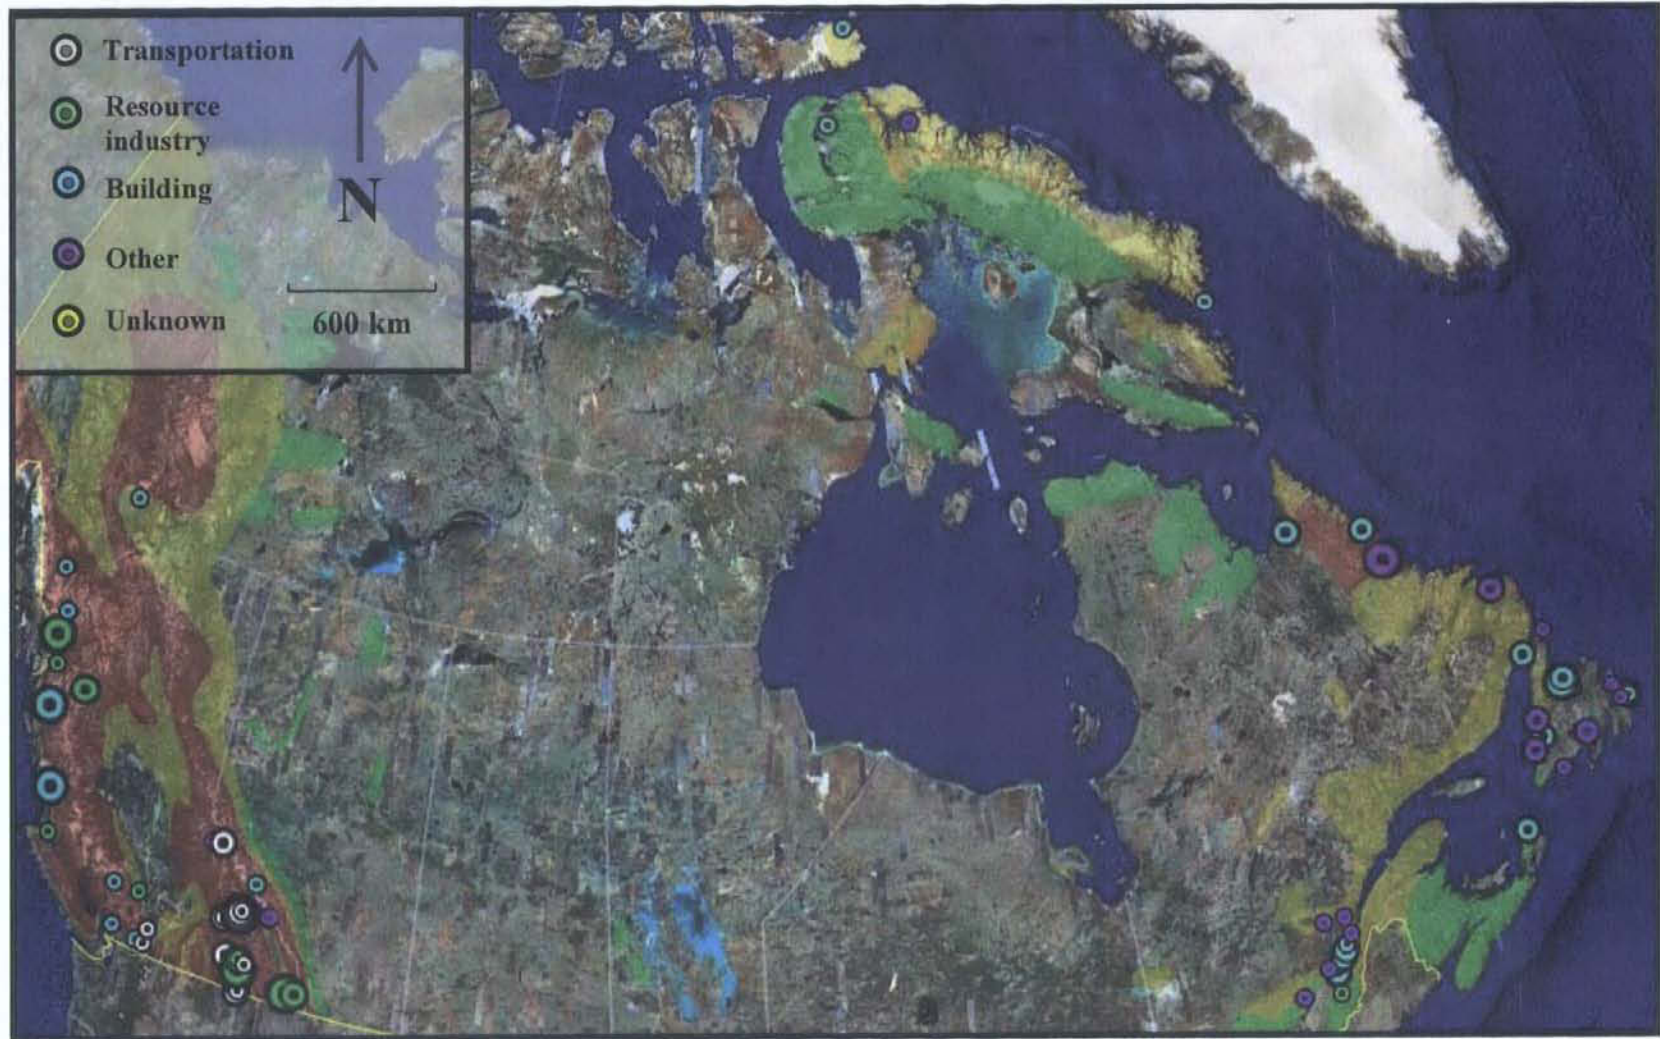 Transportation
Resource
industry
Building
Other
Unknown
N
600 km